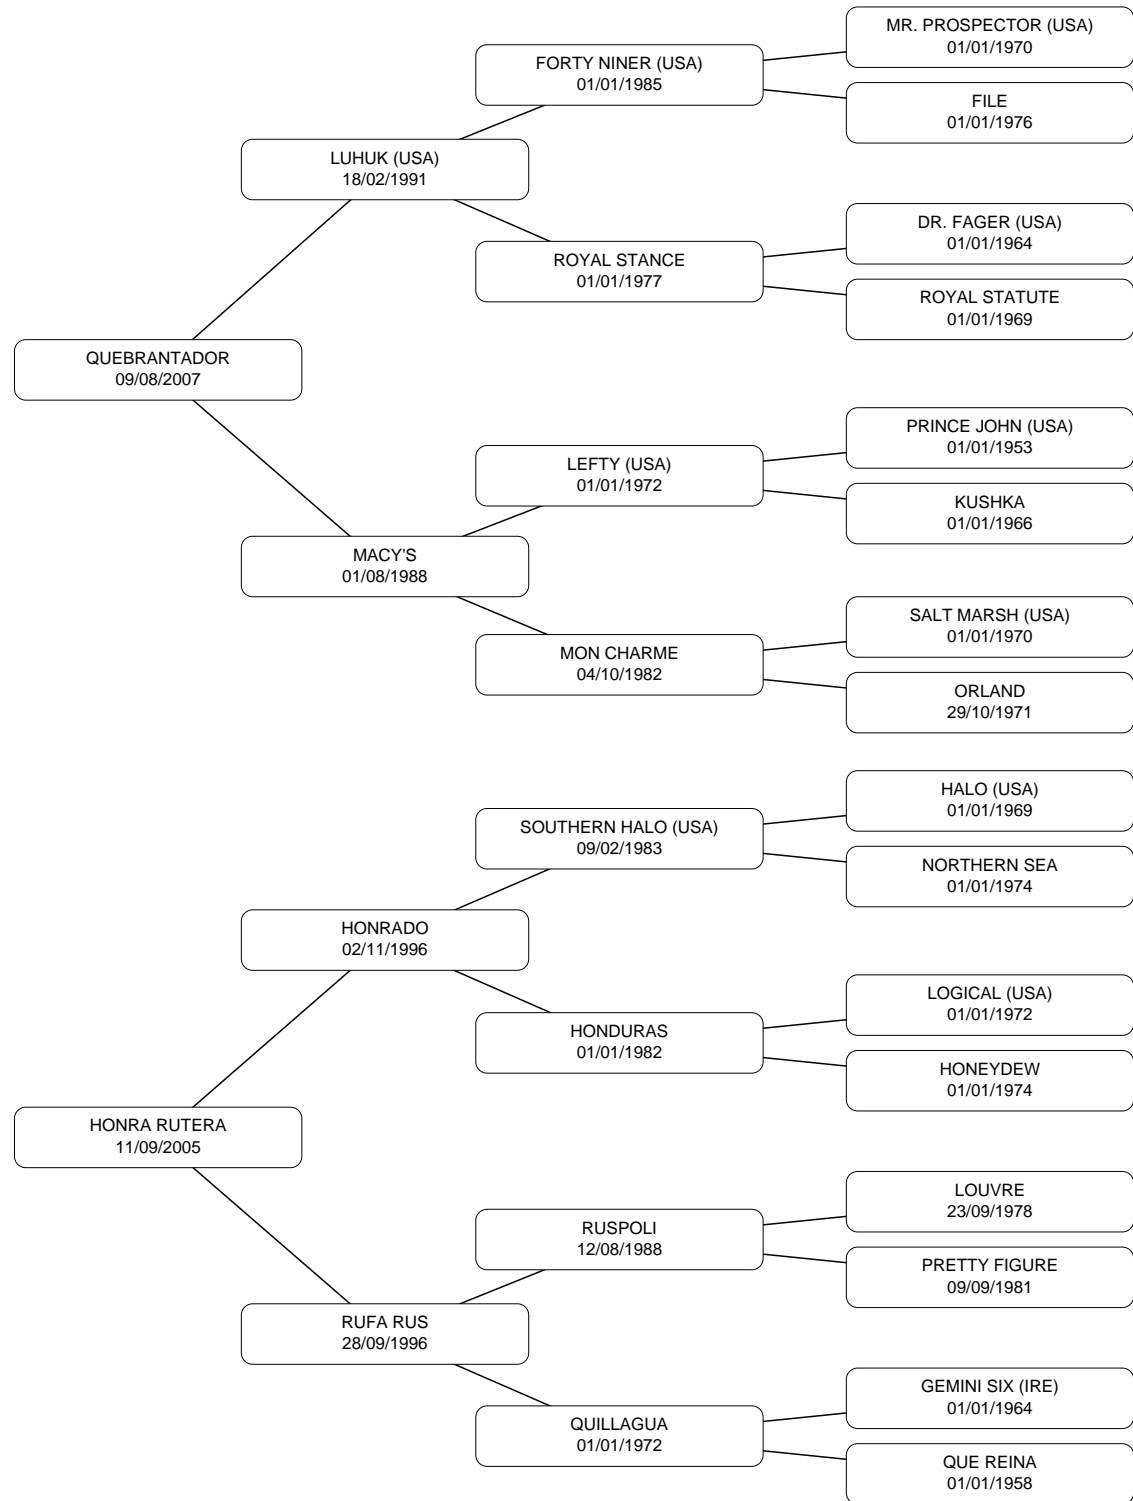 MR. PROSPECTOR (USA)
01/01/1970
FORTY NINER (USA)
01/01/1985
FILE
01/01/1976
LUHUK (USA)
18/02/1991
DR. FAGER (USA)
01/01/1964
ROYAL STANCE
01/01/1977
ROYAL STATUTE
01/01/1969
QUEBRANTADOR
09/08/2007
PRINCE JOHN (USA)
01/01/1953
LEFTY (USA)
01/01/1972
KUSHKA
01/01/1966
MACY'S
01/08/1988
SALT MARSH (USA)
01/01/1970
MON CHARME
04/10/1982
ORLAND
29/10/1971
HALO (USA)
01/01/1969
SOUTHERN HALO (USA)
09/02/1983
NORTHERN SEA
01/01/1974
HONRADO
02/11/1996
LOGICAL (USA)
01/01/1972
HONDURAS
01/01/1982
HONEYDEW
01/01/1974
HONRA RUTERA
11/09/2005
LOUVRE
23/09/1978
RUSPOLI
12/08/1988
PRETTY FIGURE
09/09/1981
RUFA RUS
28/09/1996
GEMINI SIX (IRE)
01/01/1964
QUILLAGUA
01/01/1972
QUE REINA
01/01/1958